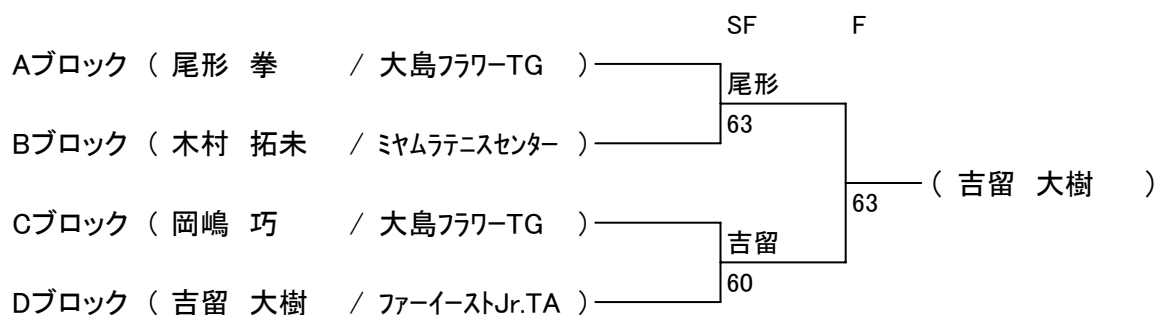 SF F
Aブロック ( 尾形 拳 / 大島フラワーTG )
尾形
63
Bブロック ( 木村 拓未 / ミヤムラテニスセンター )
63 ( 吉留 大樹 )
Cブロック ( 岡嶋 巧 / 大島フラワーTG )
吉留
60
Dブロック ( 吉留 大樹 / ファーイーストJr.TA )